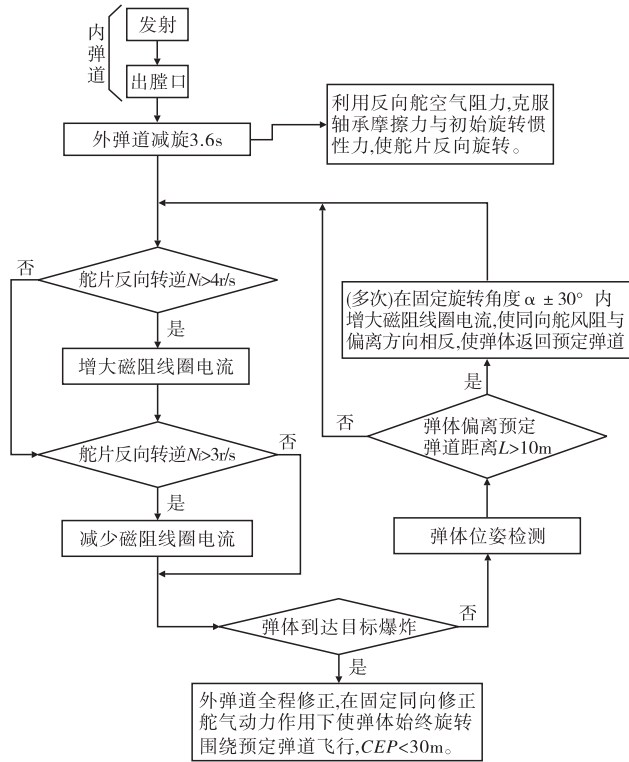 内弹道
发射
出膛口
外弹道减旋3.6s
利用反向舵空气阻力,克服
轴承摩擦力与初始旋转惯
性力,使舵片反向旋转。
否
舵片反向转逆N₁>4r/s
是
增大磁阻线圈电流
舵片反向转逆N₁>3r/s
否
是
减少磁阻线圈电流
(多次)在固定旋转角度α ±30° 内
增大磁阻线圈电流,使同向舵风阻与
偏离方向相反,使弹体返回预定弹道
是
否
弹体偏离预定
弹道距离L>10m
弹体位姿检测
弹体到达目标爆炸
否
是
外弹道全程修正,在固定同向修正
舵气动力作用下使弹体始终旋转
围绕预定弹道飞行,CEP<30m。